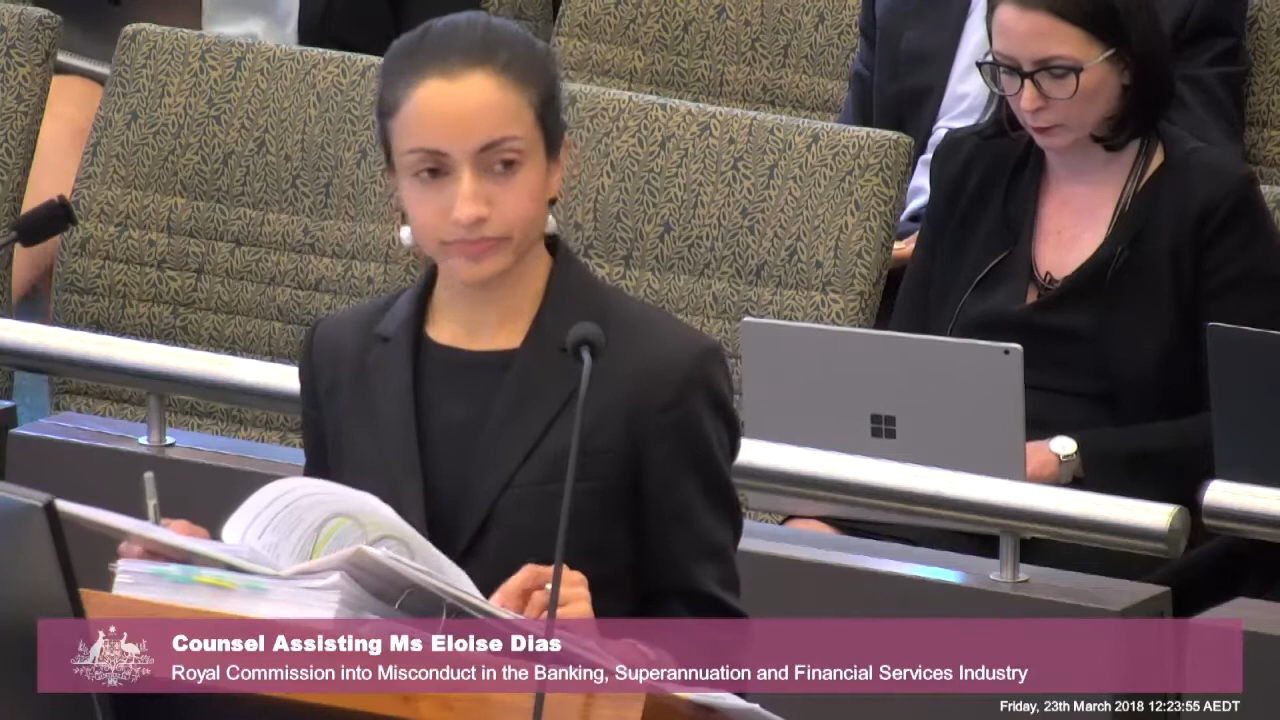 Counsel Assisting Ms Eloise Dias
Royal Commission into Misconduct in the Banking, Superannuation and Financial Services Industry
Friday, 23th March 2018 12:23:55 AEDT